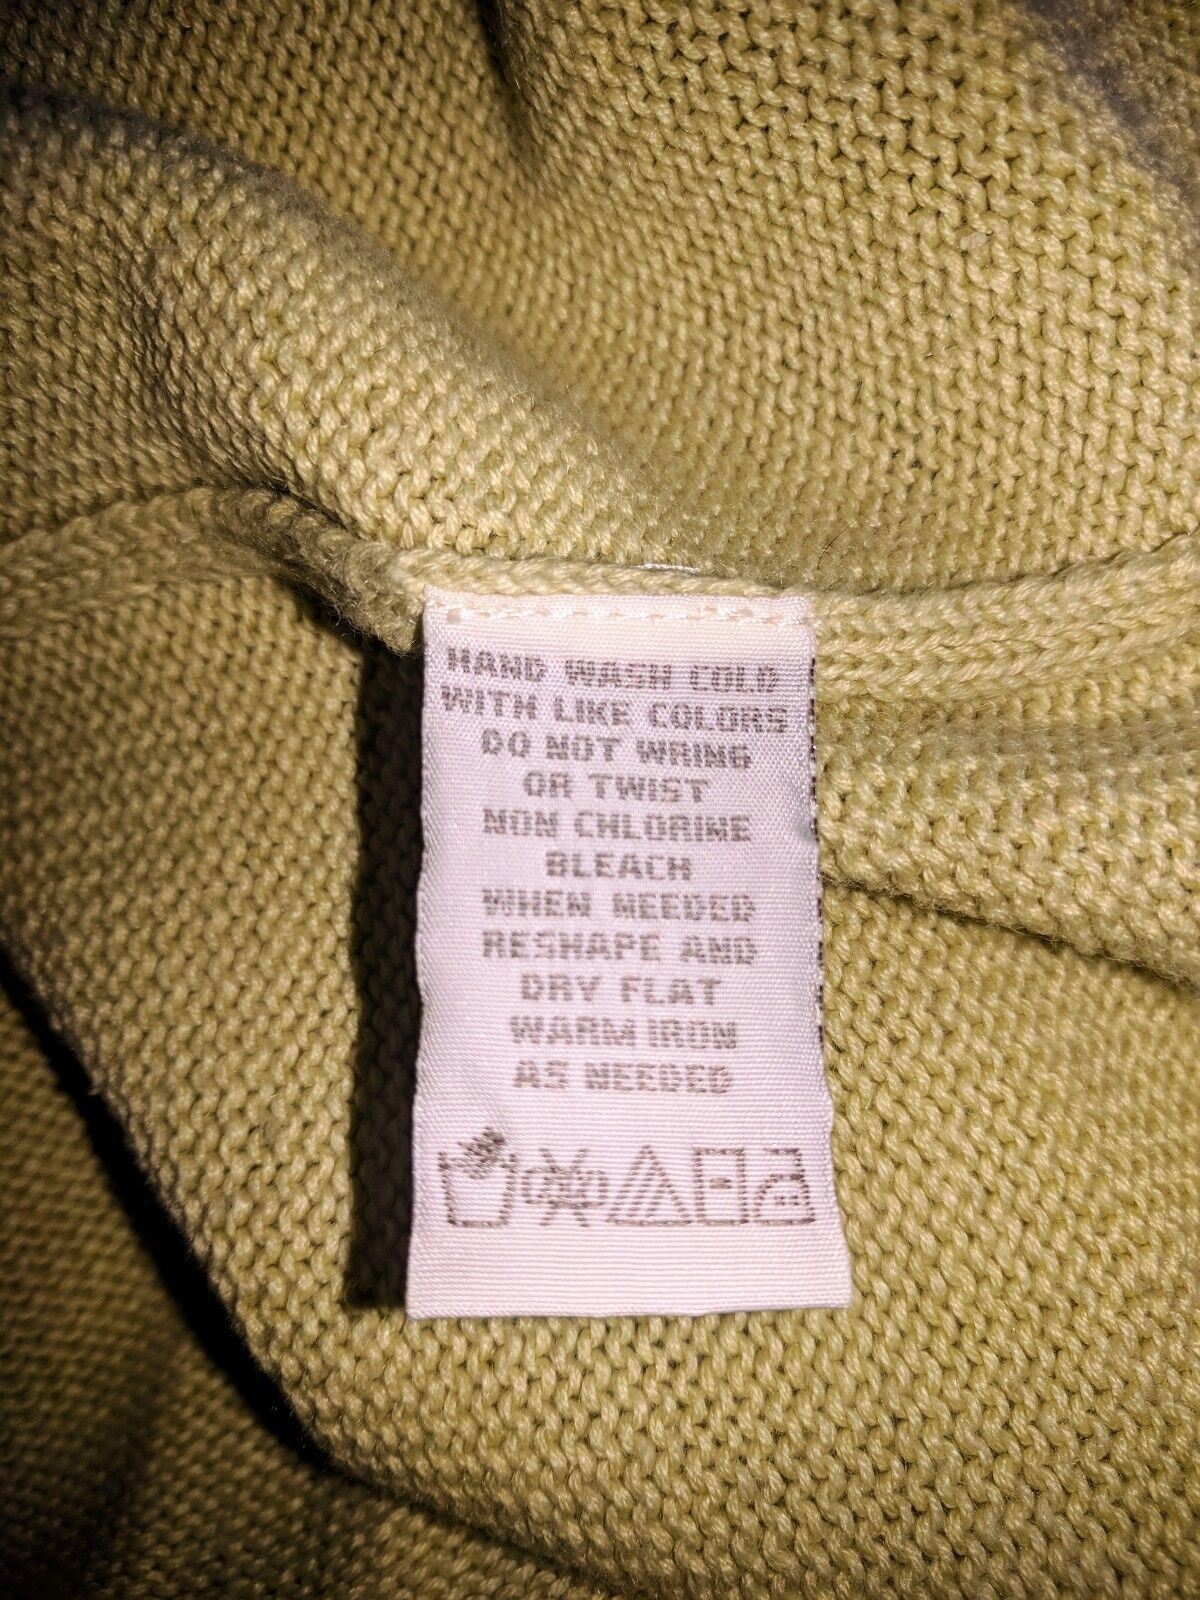 HAND WASH COLD
WITH LIKE COLORS
DO NOT WRING
OR TWIST
NON CHLORINE
BLEACH
WHEN NEEDED
RESHAPE AND
DRY FLAT
WARM IRON
AS NEEDED